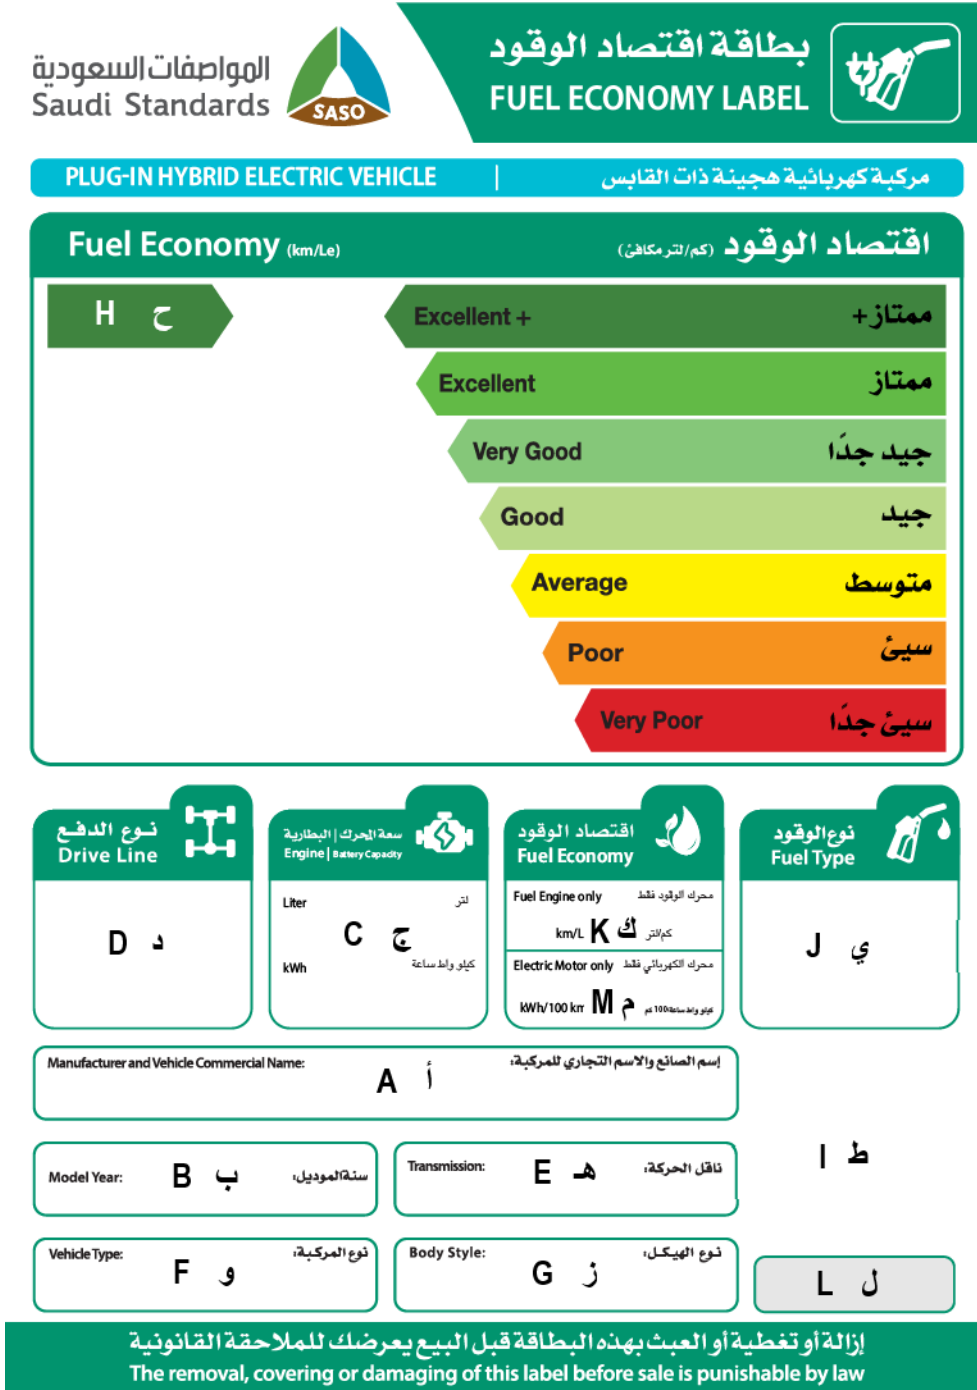 المواصفات السعودية
Saudi Standards
SASO
بطاقة اقتصاد الوقود
FUEL ECONOMY LABEL
PLUG-IN HYBRID ELECTRIC VEHICLE | مركبة كهربائية هجينة ذات القابس
Fuel Economy (km/Le) اقتصاد الوقود (كم/لتر مكافئ)
H ح
Excellent + ممتاز+
Excellent ممتاز
Very Good جيد جدًا
Good جيد
Average متوسط
Poor سيئ
Very Poor سيئ جدًا
نوع الدفع
Drive Line
D د
سعة المحرك | البطارية
Engine | Battery Capacity
Liter لتر
C ج
kWh كيلو واط ساعة
اقتصاد الوقود
Fuel Economy
Fuel Engine only محرك الوقود فقط
km/L K ك كم/لتر
Electric Motor only محرك الكهربائي فقط
kWh/100 km M م كيلو واط ساعة/100 كم
نوع الوقود
Fuel Type
J ي
Manufacturer and Vehicle Commercial Name: إسم الصانع والاسم التجاري للمركبة:
A أ
Model Year: B ب سنة الموديل:
Transmission: E هـ ناقل الحركة:
I ط
Vehicle Type: F و نوع المركبة:
Body Style: G ز نوع الهيكل:
L ل
إزالة أو تغطية أو العبث بهذه البطاقة قبل البيع يعرضك للملاحقة القانونية
The removal, covering or damaging of this label before sale is punishable by law